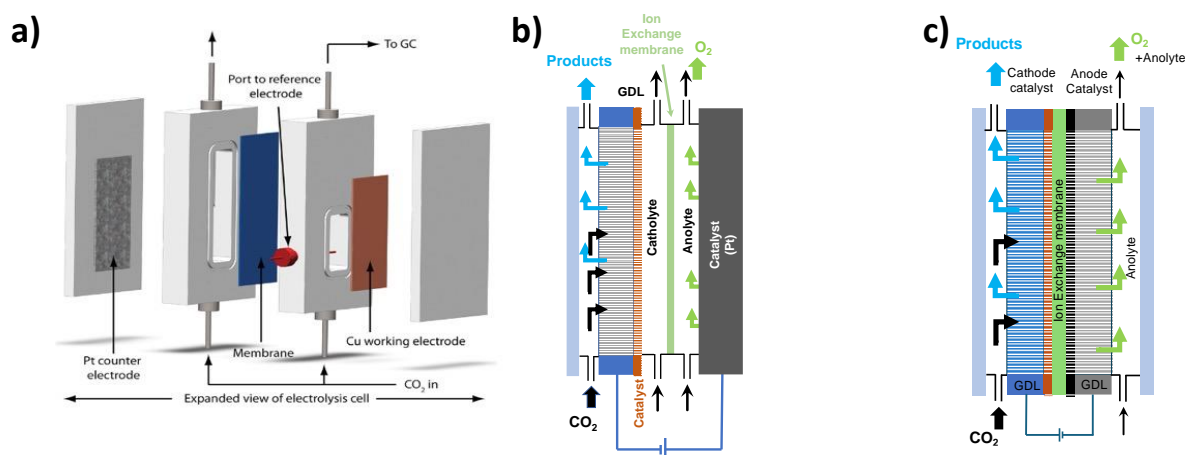 a)
To GC
Port to reference
electrode
Pt counter
electrode
Membrane
Cu working electrode
CO2 in
Expanded view of electrolysis cell
b)
Ion
Exchange
membrane
O2
Products
GDL
Catholyte
Anolyte
Catalyst
(Pt)
Catalyst
CO2
c)
O2
+Anolyte
Products
Cathode
catalyst
Anode
Catalyst
Ion Exchange membrane
Anolyte
GDL
GDL
CO2